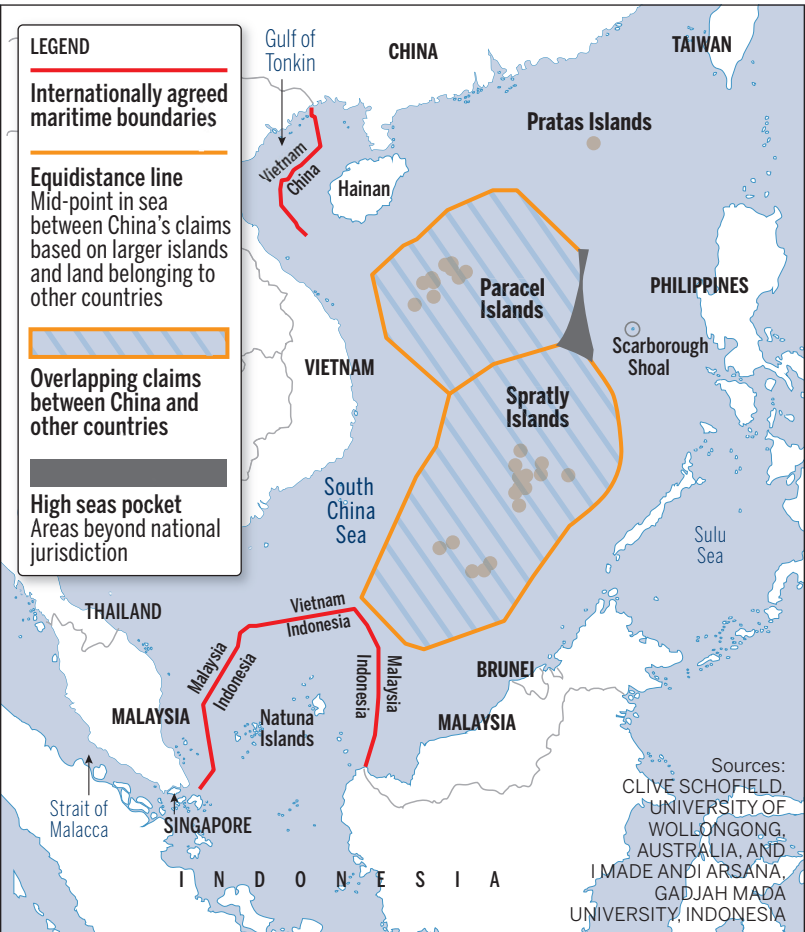 LEGEND
Internationally agreed
maritime boundaries
Equidistance line
Mid-point in sea
between China's claims
based on larger islands
and land belonging to
other countries
Overlapping claims
between China and
other countries
High seas pocket
Areas beyond national
jurisdiction
Gulf of
Tonkin
CHINA
TAIWAN
Pratas Islands
Vietnam
China
Hainan
Paracel
Islands
PHILIPPINES
Scarborough
Shoal
VIETNAM
Spratly
Islands
South
China
Sea
Sulu
Sea
THAILAND
Vietnam
Indonesia
Malaysia
Indonesia
Malaysia
Indonesia
BRUNEI
MALAYSIA
Natuna
Islands
MALAYSIA
Strait of
Malacca
SINGAPORE
INDONESIA
Sources:
CLIVE SCHOFIELD,
UNIVERSITY OF
WOLLONGONG,
AUSTRALIA, AND
I MADE ANDI ARSANA,
GADJAH MADA
UNIVERSITY, INDONESIA